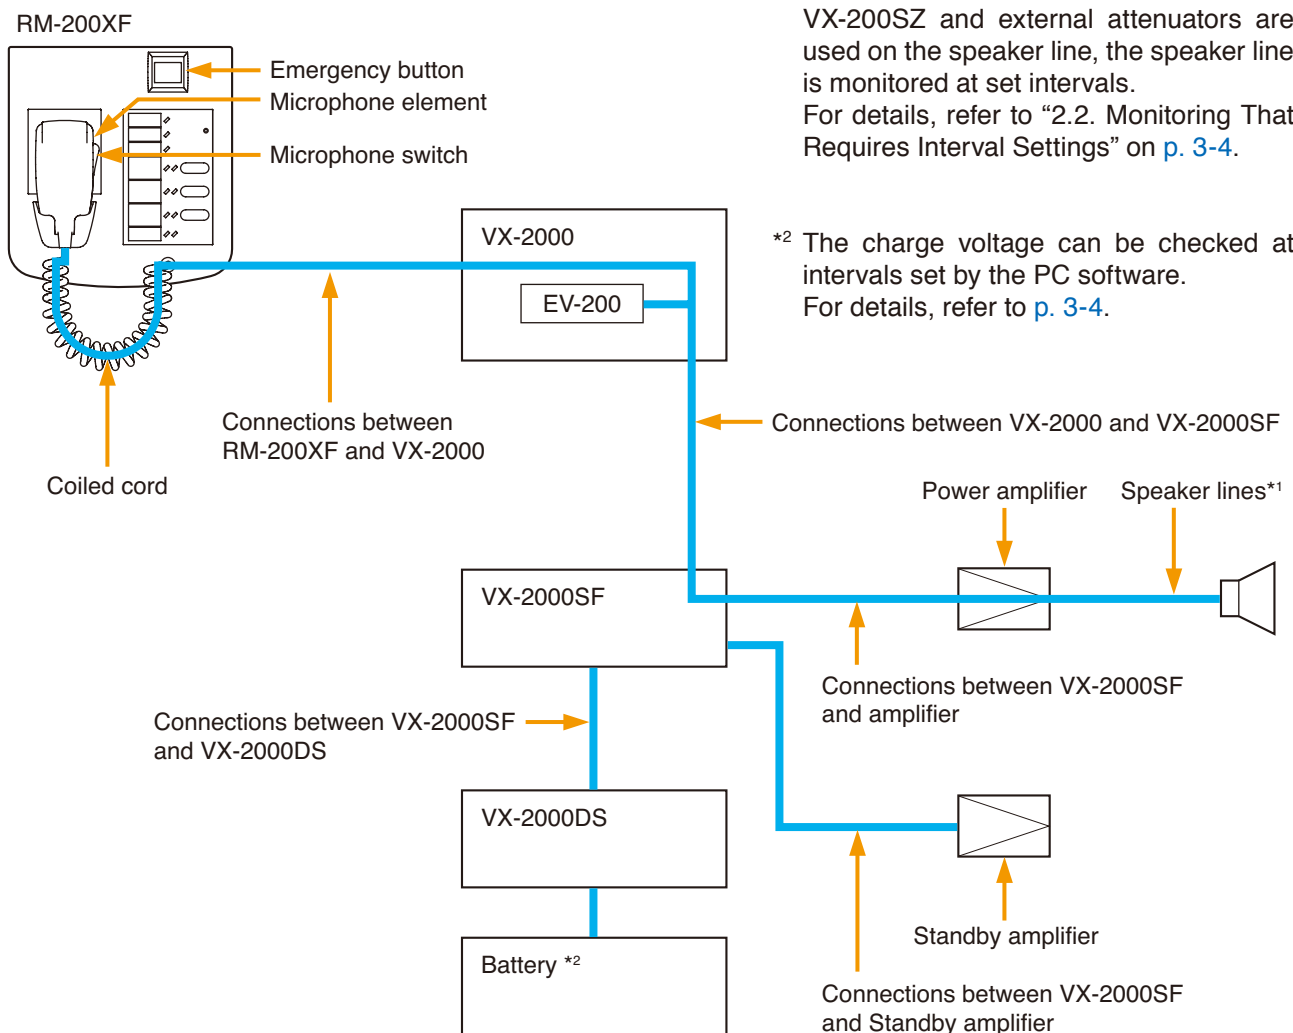 RM-200XF
Emergency button
Microphone element
Microphone switch
VX-200SZ and external attenuators are
used on the speaker line, the speaker line
is monitored at set intervals.
For details, refer to “2.2. Monitoring That
Requires Interval Settings” on p. 3-4.
*2 The charge voltage can be checked at
intervals set by the PC software.
For details, refer to p. 3-4.
VX-2000
EV-200
Connections between
RM-200XF and VX-2000
Coiled cord
Connections between VX-2000 and VX-2000SF
Power amplifier
Speaker lines*1
VX-2000SF
Connections between VX-2000SF
and amplifier
Connections between VX-2000SF
and VX-2000DS
VX-2000DS
Standby amplifier
Battery *2
Connections between VX-2000SF
and Standby amplifier